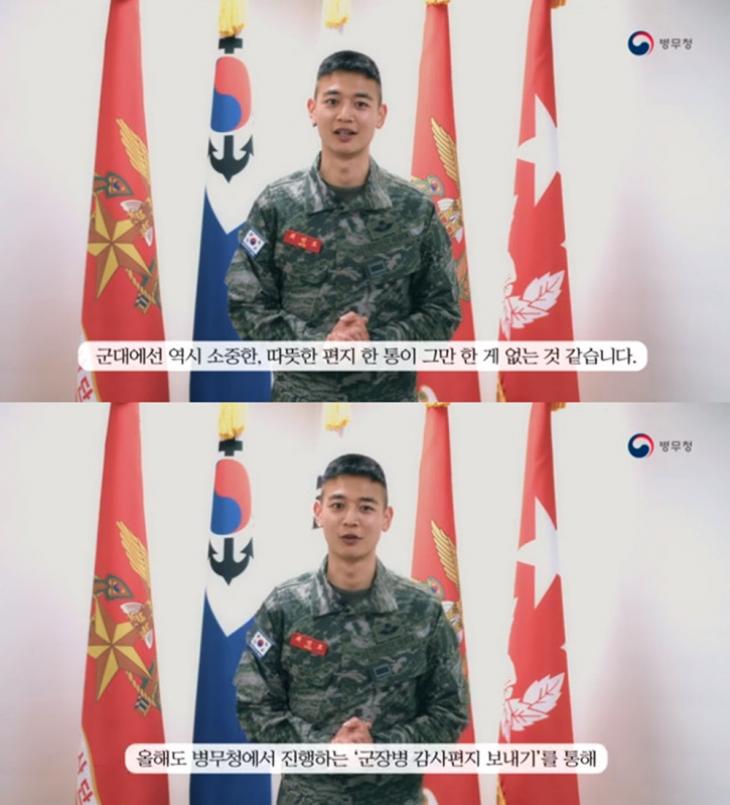 병무청
군대에선 역시 소중한, 따뜻한 편지 한 통이 그만 한 게 없는 것 같습니다.
병무청
올해도 병무청에서 진행하는 '군장병 감사편지 보내기'를 통해